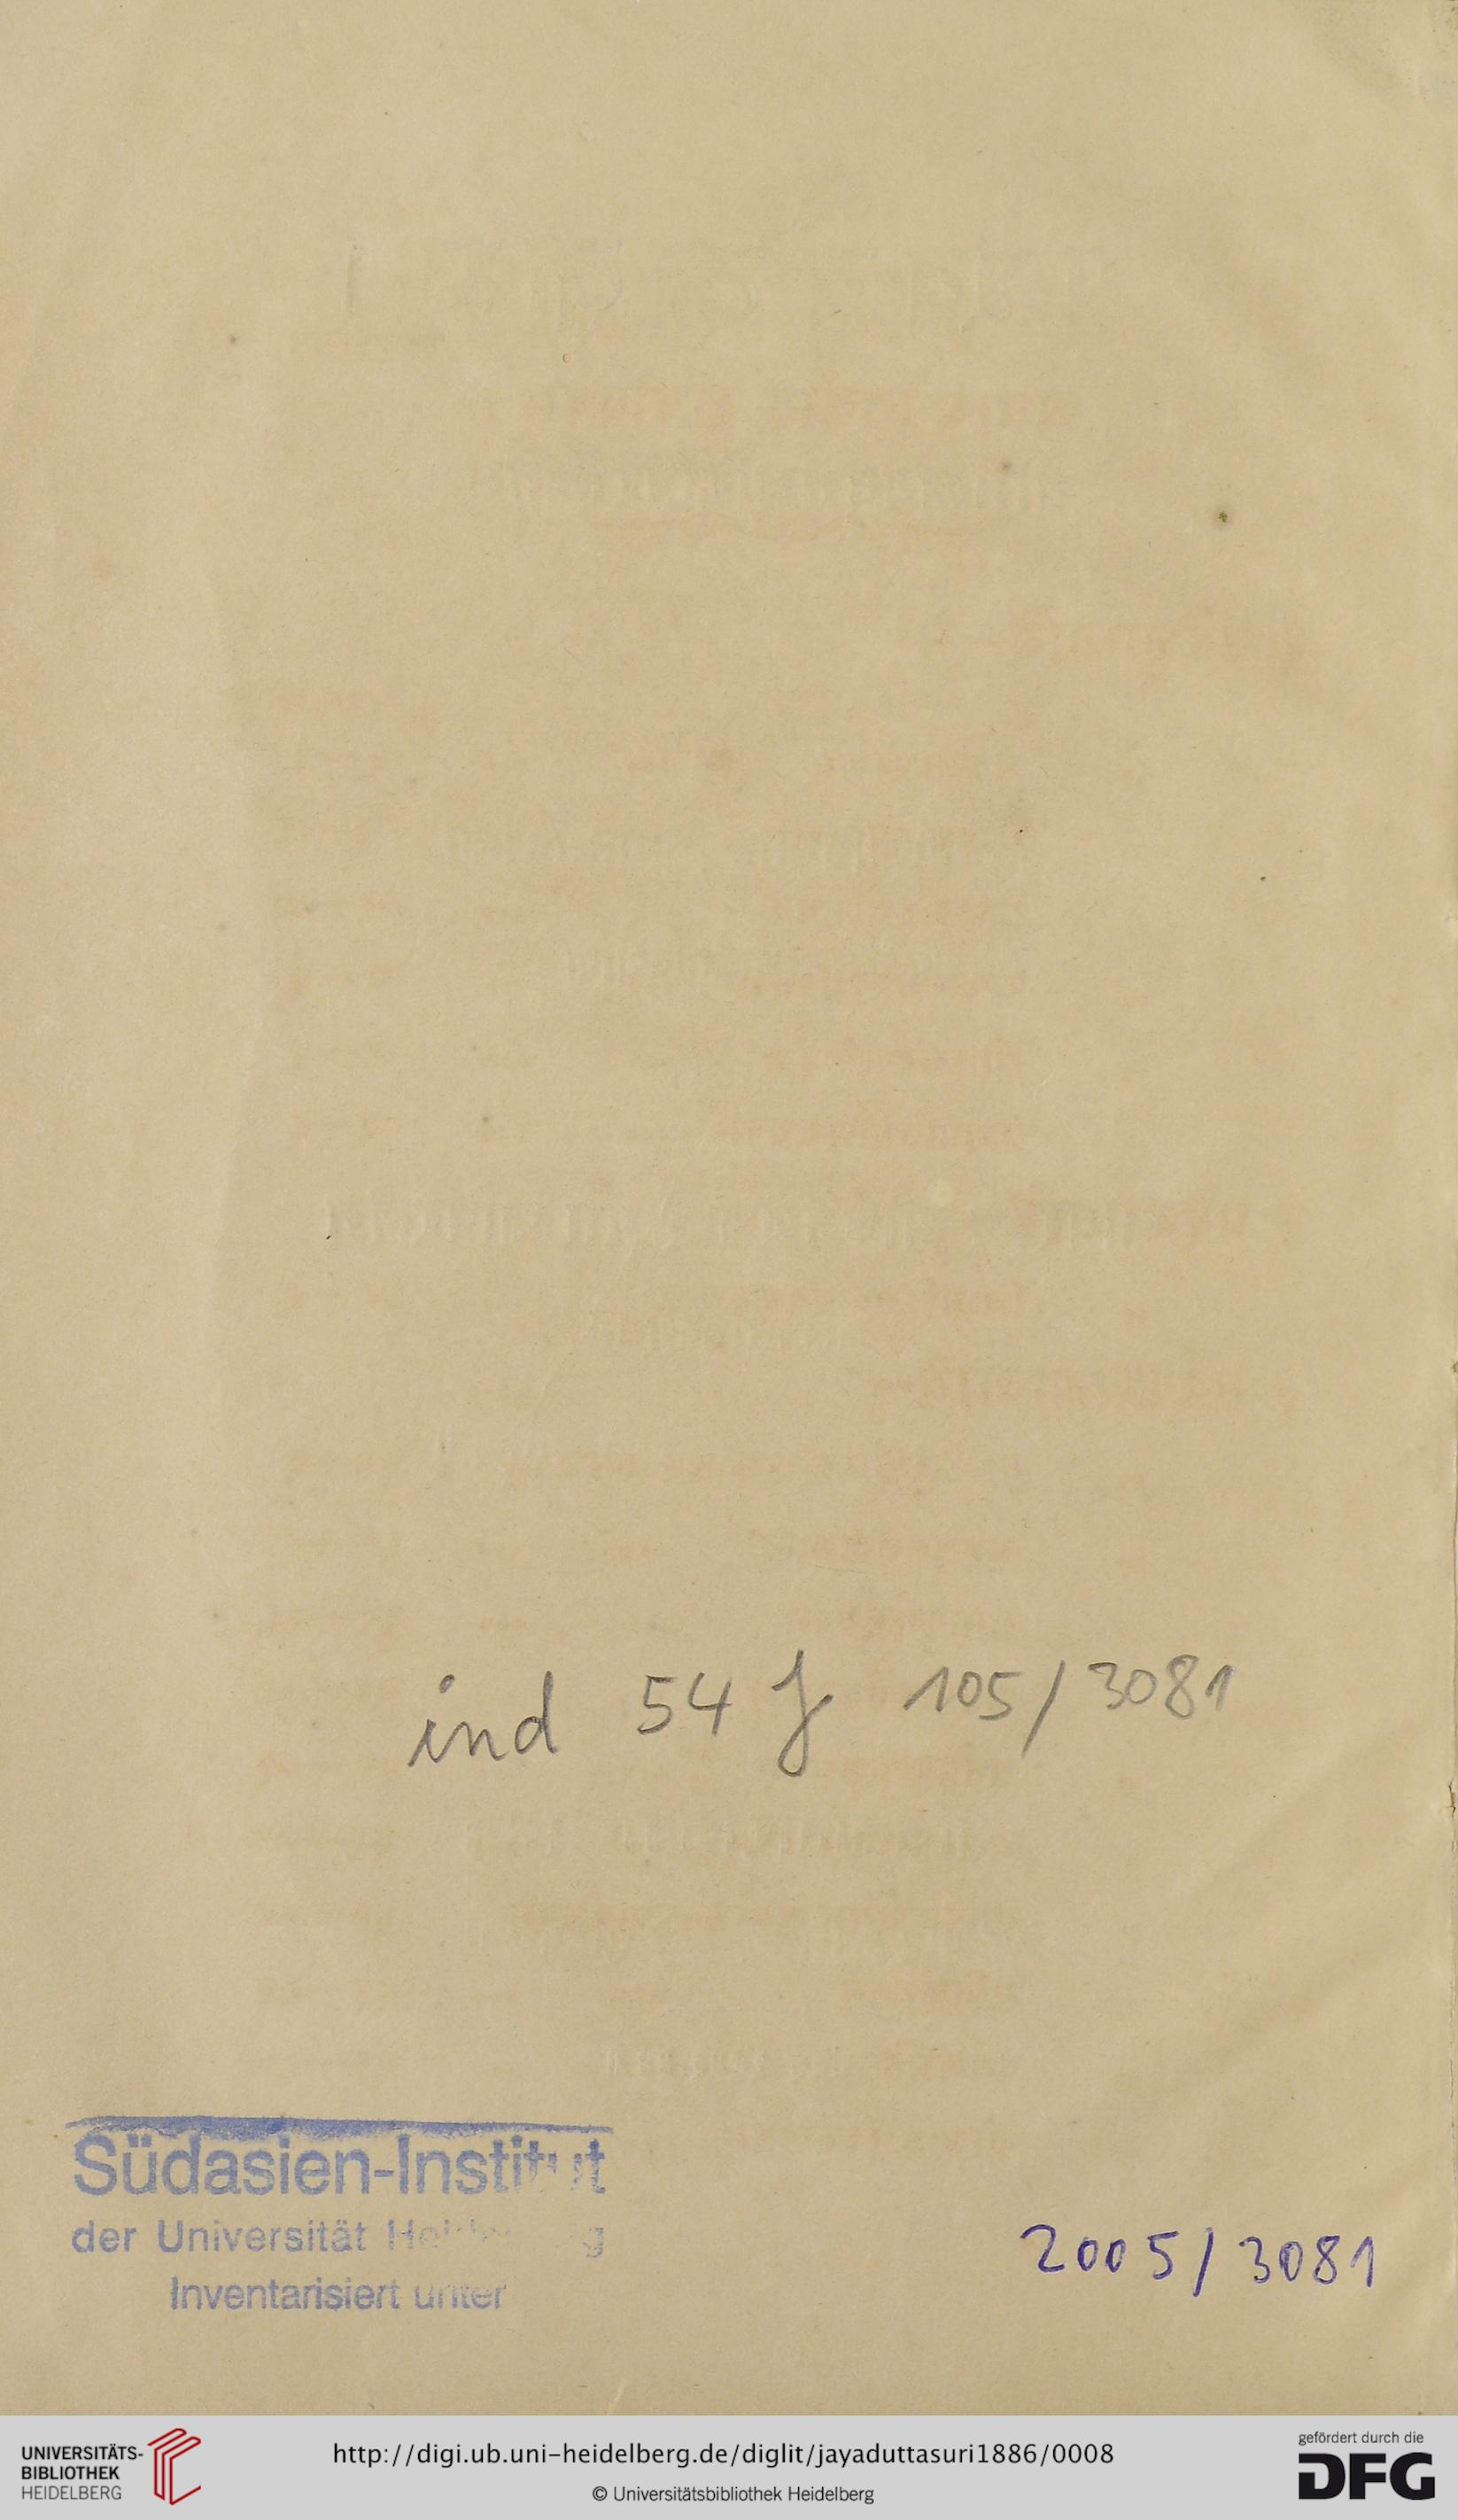 ind 54 J 105/3081
Südasien-Institut
der Universität
Inventarisiert unter
2005/3081
UNIVERSITÄTS-
BIBLIOTHEK
HEIDELBERG
http://digi.ub.uni-heidelberg.de/diglit/jayaduttasuri1886/0008
© Universitätsbibliothek Heidelberg
gefördert durch die
DFG